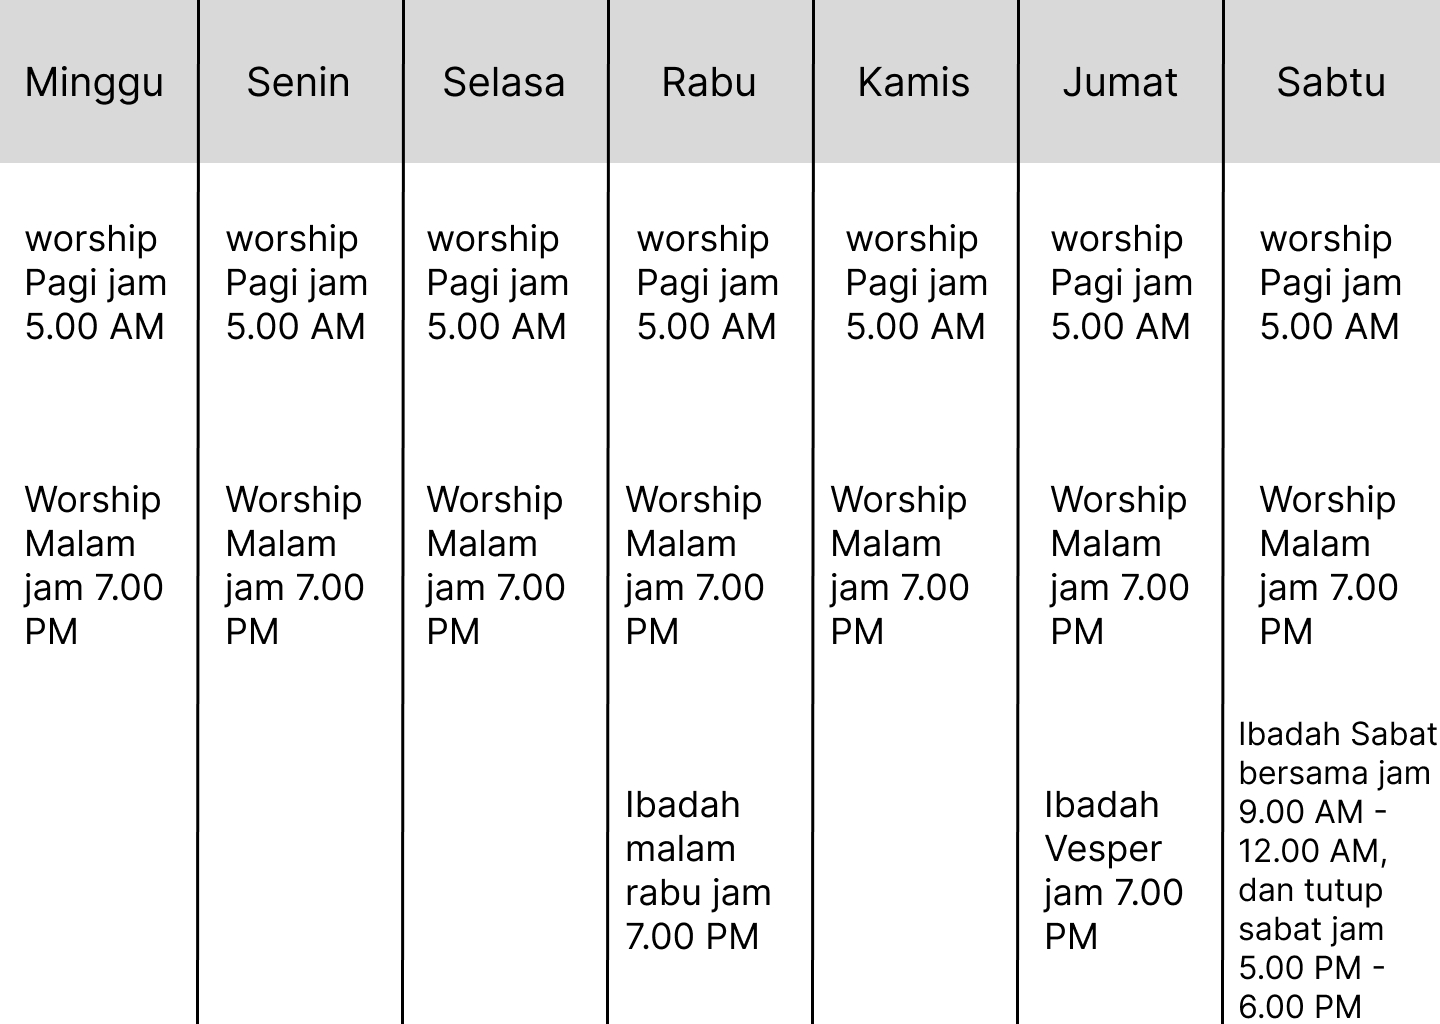 Minggu
Senin
Selasa
Rabu
Kamis
Jumat
Sabtu
worship
Pagi jam
5.00 AM
worship
Pagi jam
5.00 AM
worship
Pagi jam
5.00 AM
worship
Pagi jam
5.00 AM
worship
Pagi jam
5.00 AM
worship
Pagi jam
5.00 AM
worship
Pagi jam
5.00 AM
Worship
Malam
jam 7.00
PM
Worship
Malam
jam 7.00
PM
Worship
Malam
jam 7.00
PM
Worship
Malam
jam 7.00
PM
Worship
Malam
jam 7.00
PM
Worship
Malam
jam 7.00
PM
Worship
Malam
jam 7.00
PM
Ibadah
malam
rabu jam
7.00 PM
Ibadah
Vesper
jam 7.00
PM
Ibadah Sabat
bersama jam
9.00 AM -
12.00 AM,
dan tutup
sabat jam
5.00 PM -
6.00 PM